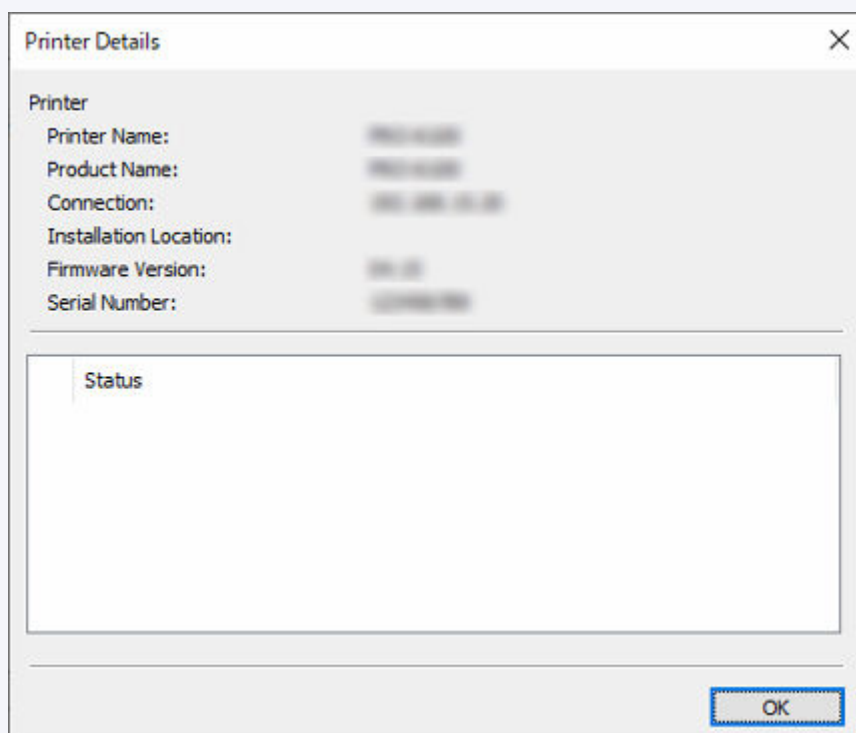 Printer Details
Printer
Printer Name:
Product Name:
Connection:
Installation Location:
Firmware Version:
Serial Number:
Status
OK